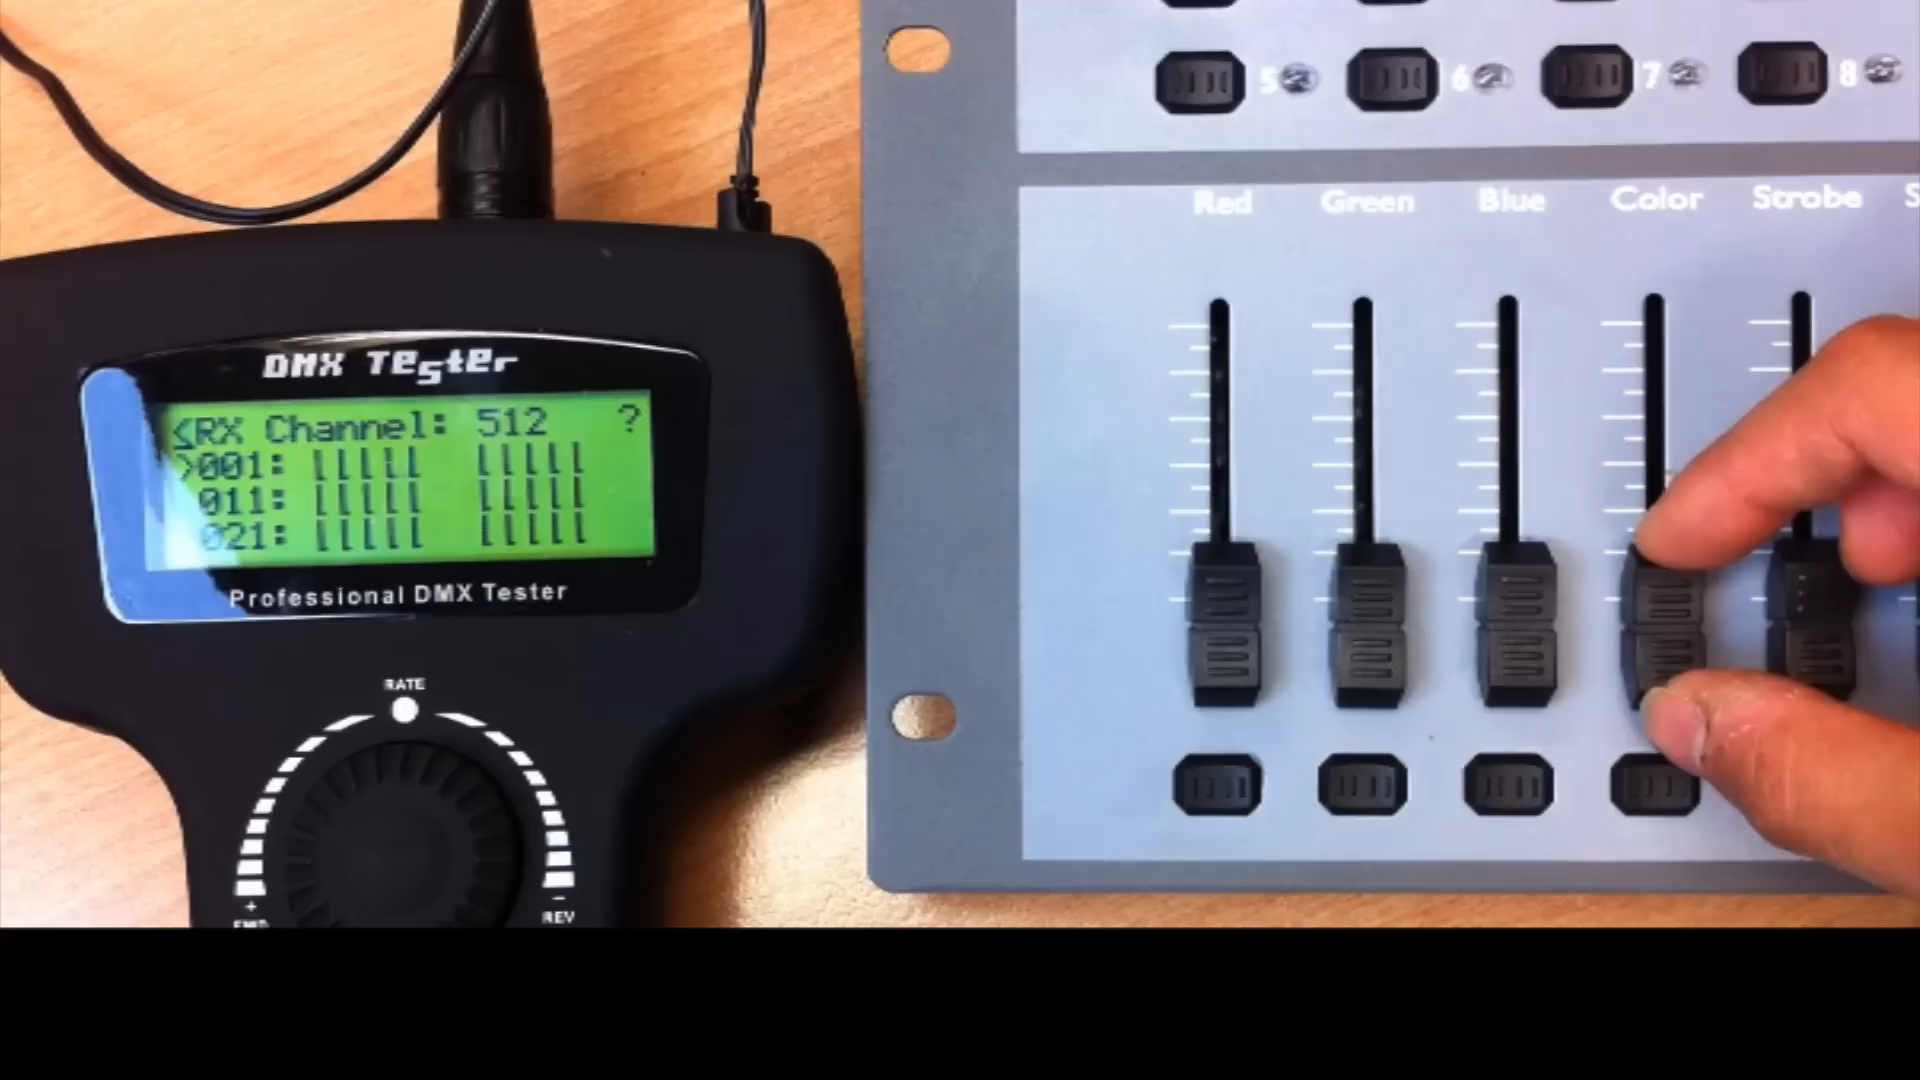 5 6 7 8
Red Green Blue Color Strobe
DMX Tester
<RX Channel: 512 ?
>001:
011:
021:
Professional DMX Tester
RATE
+ -
REV